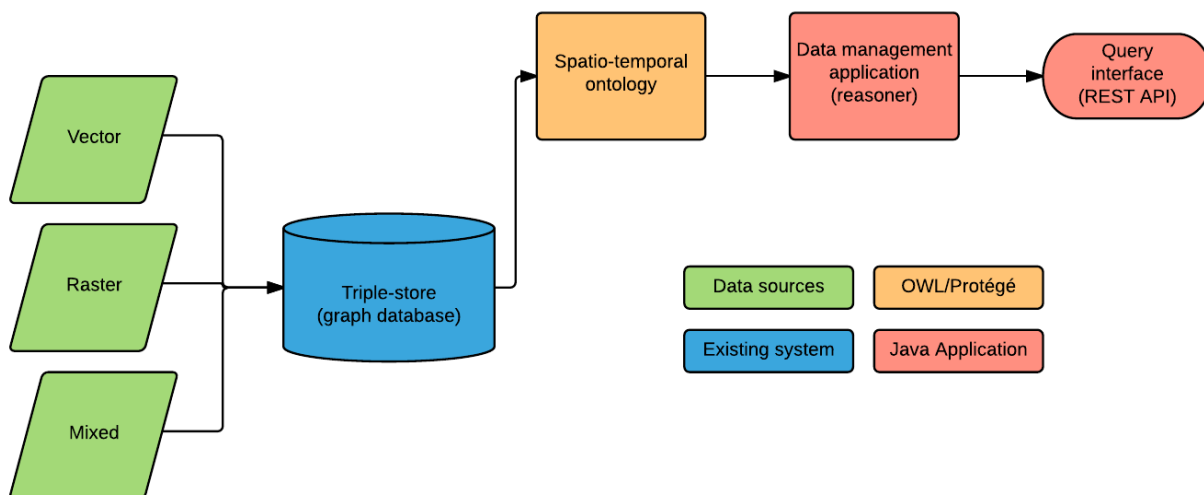 Vector
Raster
Mixed
Triple-store
(graph database)
Spatio-temporal
ontology
Data management
application
(reasoner)
Query
interface
(REST API)
Data sources
OWL/Protégé
Existing system
Java Application